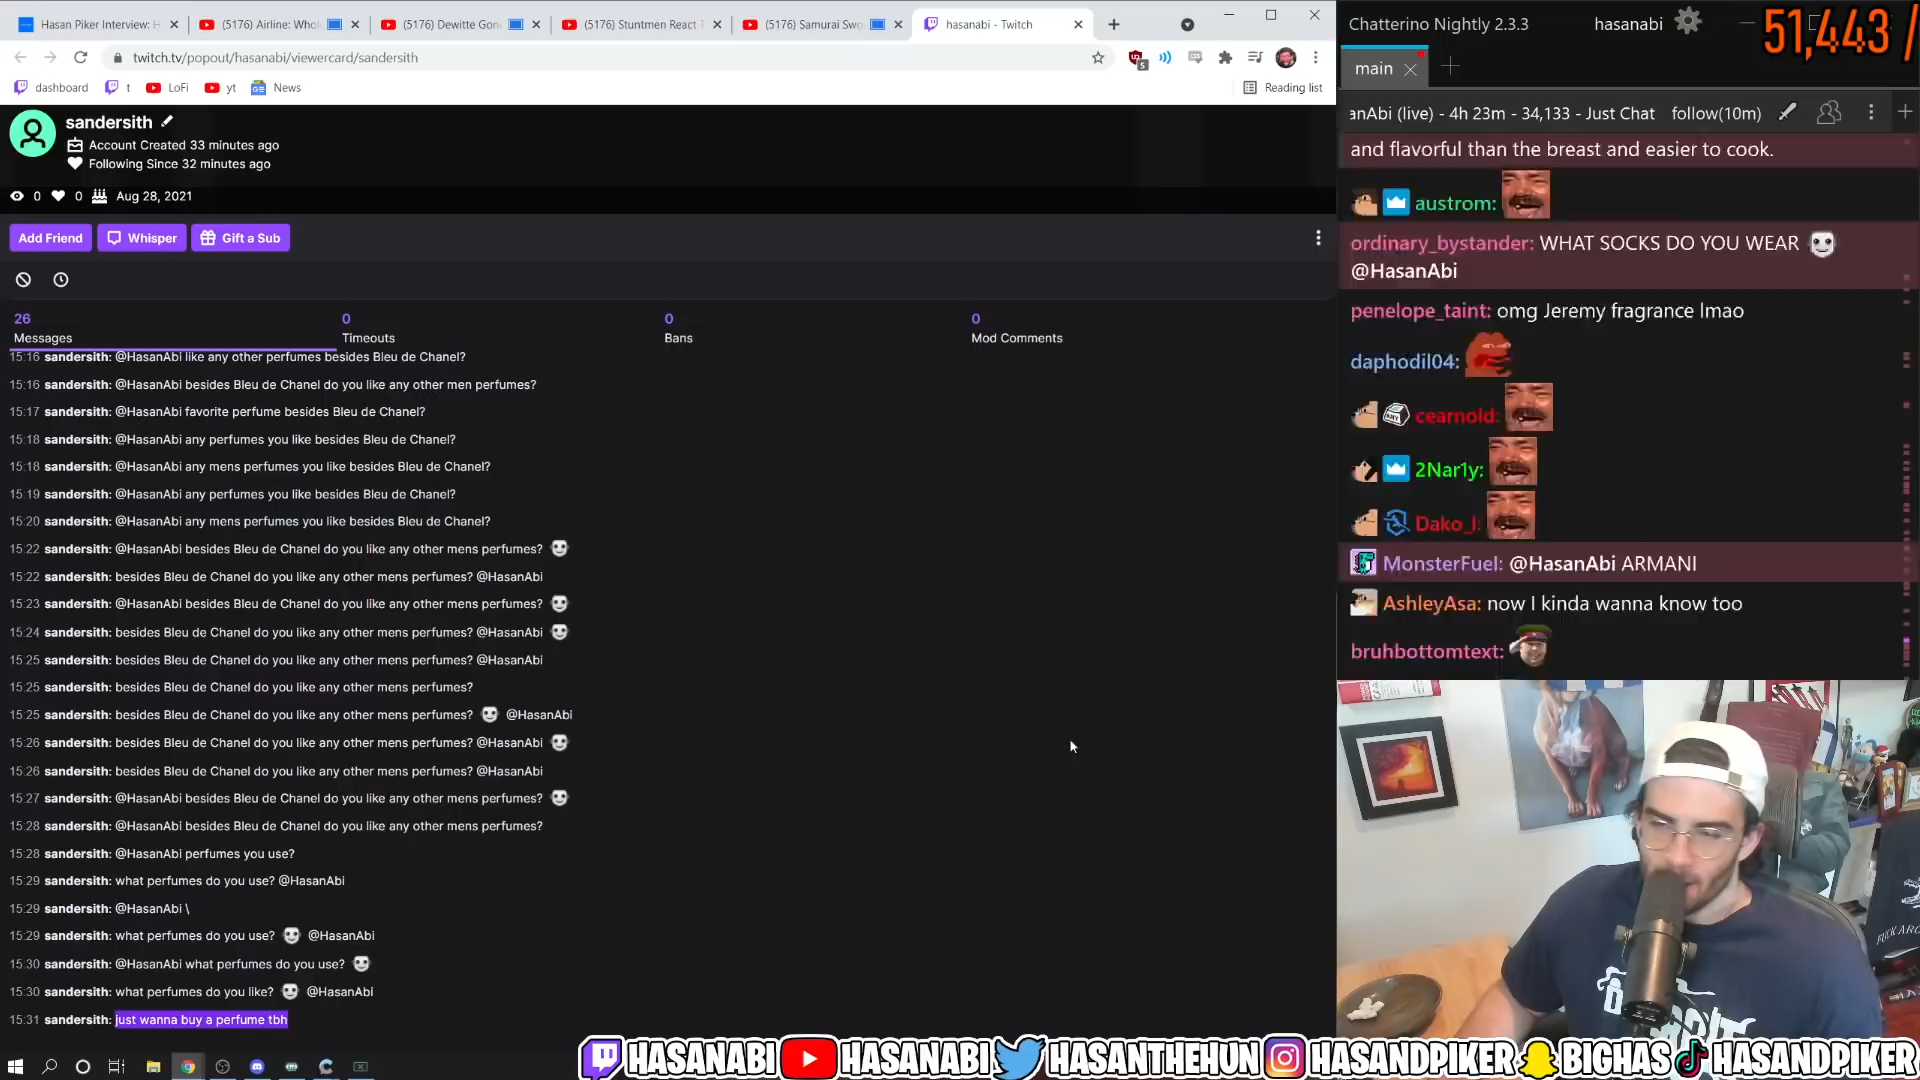 Hasan Piker Interview: H
(5176) Airline: Whol
(5176) Dewitte Gon
(5176) Stuntmen React T
(5176) Samurai Swo
hasanabi - Twitch
twitch.tv/popout/hasanabi/viewercard/sandersith
5
dashboard
t
LoFi
yt
News
Reading list
sandersith
Account Created 33 minutes ago
Following Since 32 minutes ago
0
0
Aug 28, 2021
Add Friend
Whisper
Gift a Sub
26
Messages
0
Timeouts
0
Bans
0
Mod Comments
15:16 sandersith: @HasanAbi like any other perfumes besides Bleu de Chanel?
15:16 sandersith: @HasanAbi besides Bleu de Chanel do you like any other men perfumes?
15:17 sandersith: @HasanAbi favorite perfume besides Bleu de Chanel?
15:18 sandersith: @HasanAbi any perfumes you like besides Bleu de Chanel?
15:18 sandersith: @HasanAbi any mens perfumes you like besides Bleu de Chanel?
15:19 sandersith: @HasanAbi any perfumes you like besides Bleu de Chanel?
15:20 sandersith: @HasanAbi any mens perfumes you like besides Bleu de Chanel?
15:22 sandersith: @HasanAbi besides Bleu de Chanel do you like any other mens perfumes?
15:22 sandersith: besides Bleu de Chanel do you like any other mens perfumes? @HasanAbi
15:23 sandersith: @HasanAbi besides Bleu de Chanel do you like any other mens perfumes?
15:24 sandersith: besides Bleu de Chanel do you like any other mens perfumes? @HasanAbi
15:25 sandersith: besides Bleu de Chanel do you like any other mens perfumes? @HasanAbi
15:25 sandersith: besides Bleu de Chanel do you like any other mens perfumes?
15:25 sandersith: besides Bleu de Chanel do you like any other mens perfumes? @HasanAbi
15:26 sandersith: besides Bleu de Chanel do you like any other mens perfumes? @HasanAbi
15:26 sandersith: besides Bleu de Chanel do you like any other mens perfumes? @HasanAbi
15:27 sandersith: @HasanAbi besides Bleu de Chanel do you like any other mens perfumes?
15:28 sandersith: @HasanAbi besides Bleu de Chanel do you like any other mens perfumes?
15:28 sandersith: @HasanAbi perfumes you use?
15:29 sandersith: what perfumes do you use? @HasanAbi
15:29 sandersith: @HasanAbi \
15:29 sandersith: what perfumes do you use? @HasanAbi
15:30 sandersith: @HasanAbi what perfumes do you use?
15:30 sandersith: what perfumes do you like? @HasanAbi
15:31 sandersith: just wanna buy a perfume tbh
Chatterino Nightly 2.3.3
hasanabi
51,443 /
main
anAbi (live) - 4h 23m - 34,133 - Just Chat
follow(10m)
and flavorful than the breast and easier to cook.
austrom:
ordinary_bystander: WHAT SOCKS DO YOU WEAR
@HasanAbi
penelope_taint: omg Jeremy fragrance lmao
daphodil04:
cearnold:
2Nar1y:
Dako_l:
MonsterFuel: @HasanAbi ARMANI
AshleyAsa: now I kinda wanna know too
bruhbottomtext:
FUCK AROU
HASANABI
HASANABI
HASANTHEHUN
HASANDPIKER
BIGHAS
HASANDPIKER